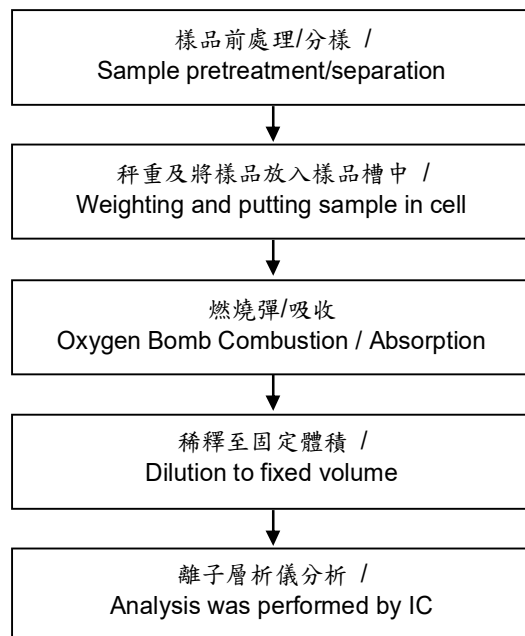 樣品前處理/分樣 /
Sample pretreatment/separation
秤重及將樣品放入樣品槽中 /
Weighting and putting sample in cell
燃燒彈/吸收
Oxygen Bomb Combustion / Absorption
稀釋至固定體積 /
Dilution to fixed volume
離子層析儀分析 /
Analysis was performed by IC